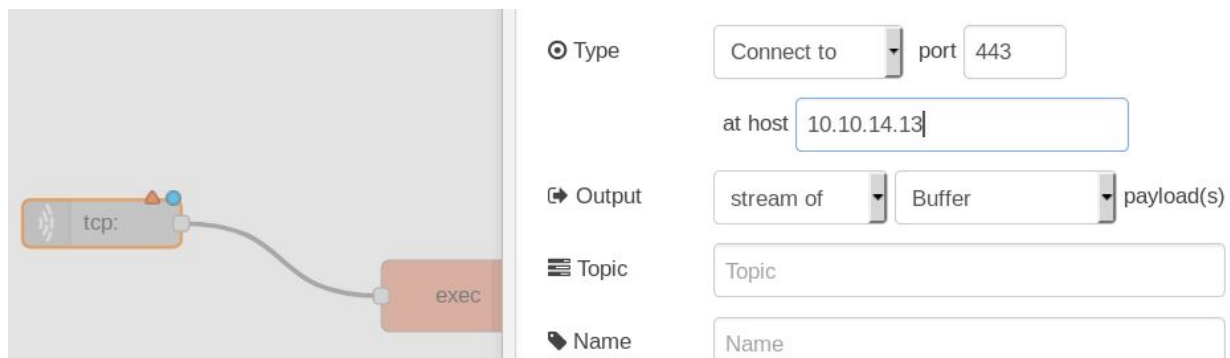 Type Connect to port 443
at host 10.10.14.13
Output stream of Buffer payload(s)
tcp:
Topic Topic
exec
Name Name